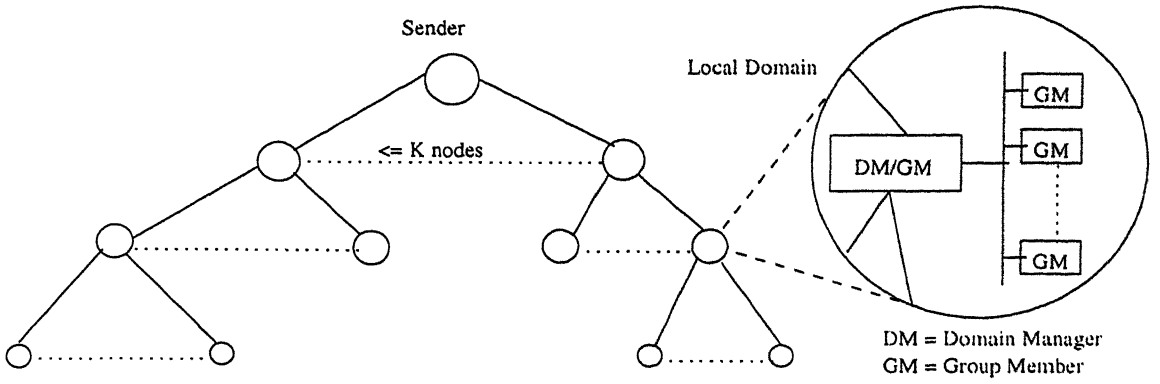 Sender
Local Domain
<= K nodes
GM
GM
DM/GM
GM
DM = Domain Manager
GM = Group Member